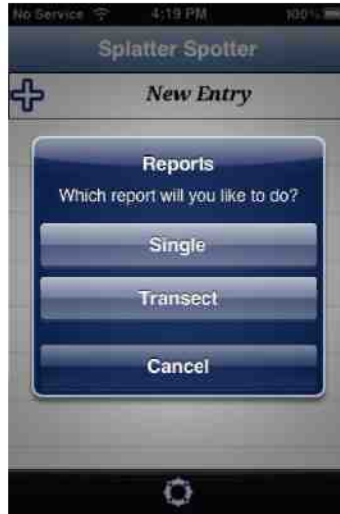 No Service 4:19 PM 100%
Splatter Spotter
New Entry
Reports
Which report will you like to do?
Single
Transect
Cancel